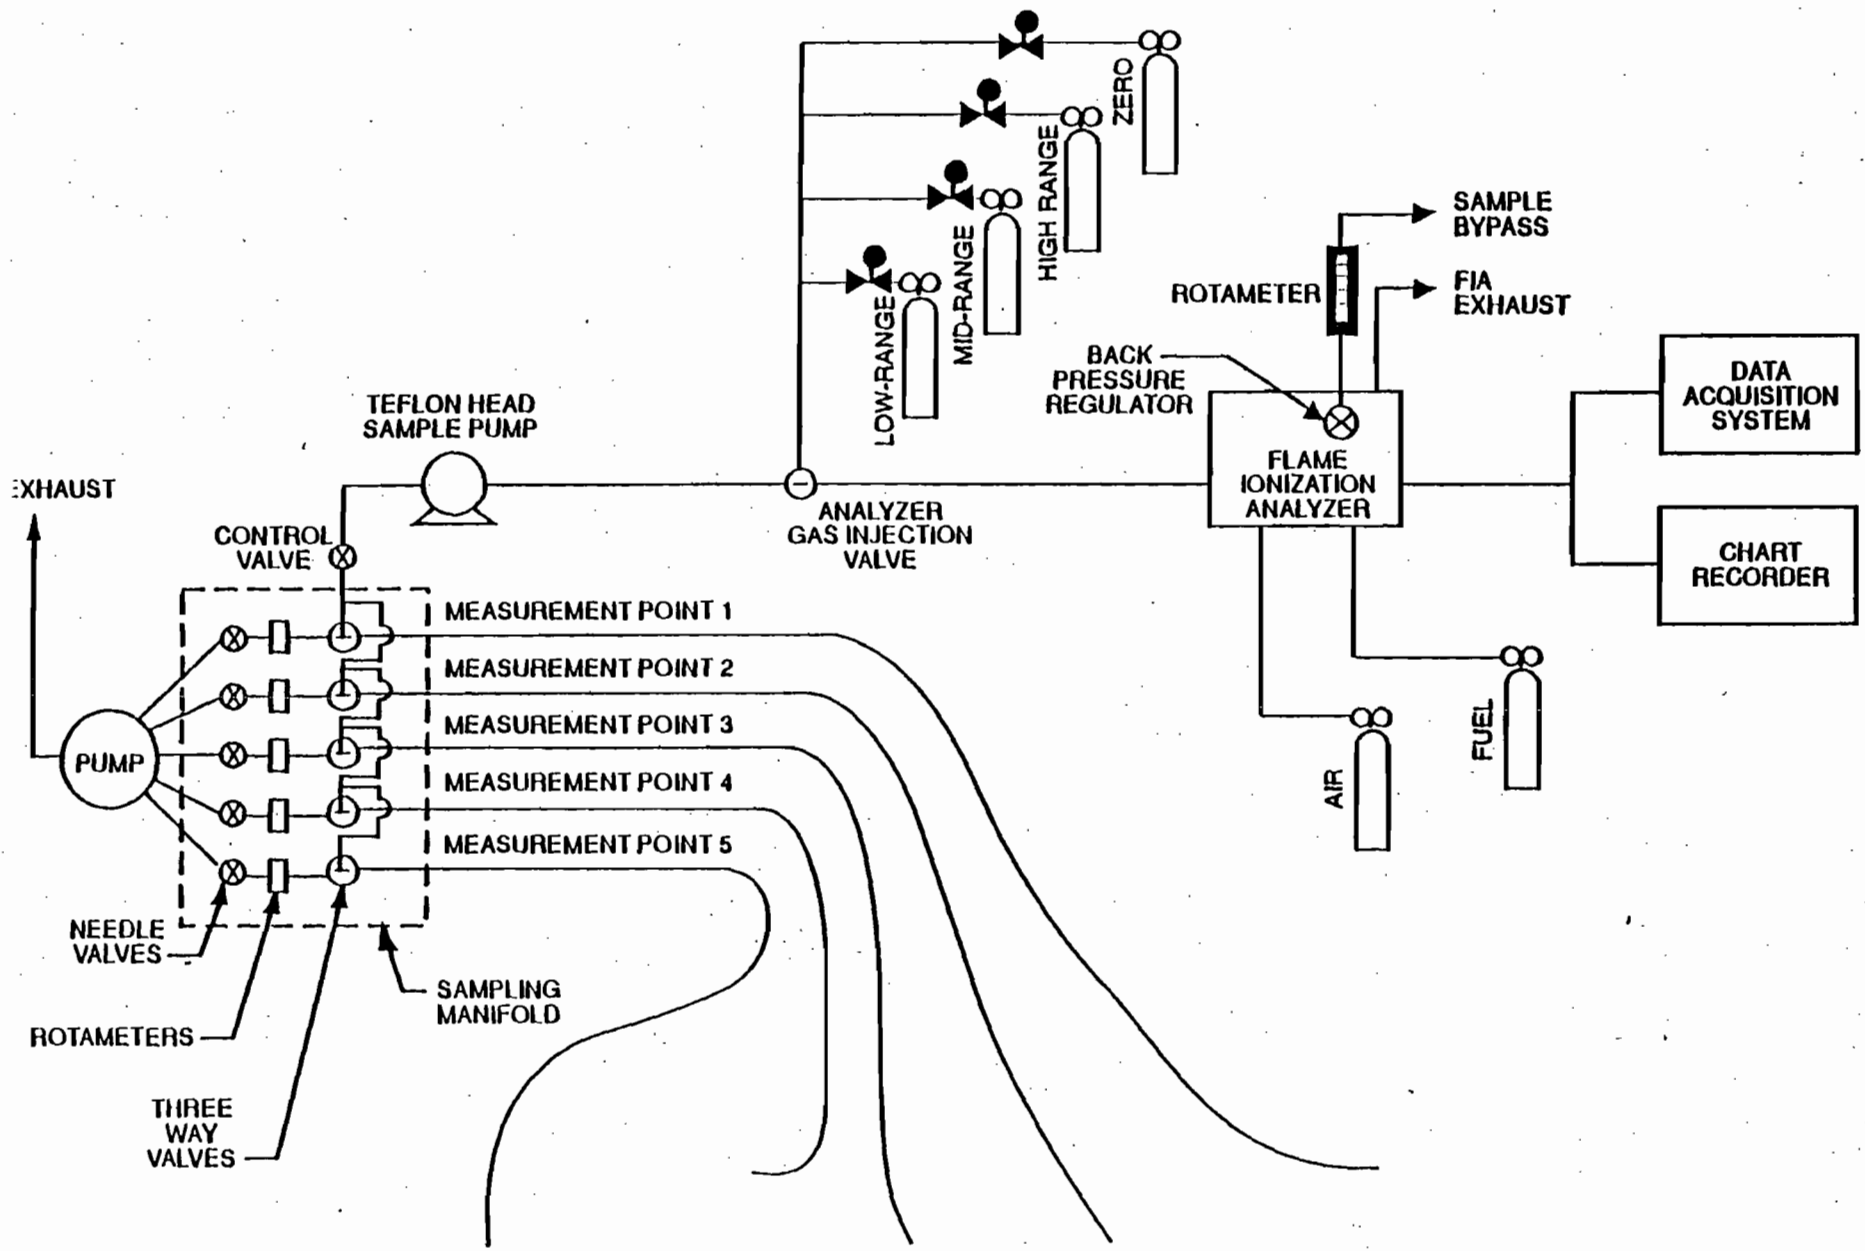 ZERO
HIGH RANGE
MID-RANGE
LOW-RANGE
SAMPLE
BYPASS
ROTAMETER
FIA
EXHAUST
BACK
PRESSURE
REGULATOR
DATA
ACQUISITION
SYSTEM
TEFLON HEAD
SAMPLE PUMP
FLAME
IONIZATION
ANALYZER
EXHAUST
ANALYZER
GAS INJECTION
VALVE
CONTROL
VALVE
CHART
RECORDER
MEASUREMENT POINT 1
MEASUREMENT POINT 2
MEASUREMENT POINT 3
MEASUREMENT POINT 4
MEASUREMENT POINT 5
PUMP
FUEL
AIR
NEEDLE
VALVES
SAMPLING
MANIFOLD
ROTAMETERS
THREE
WAY
VALVES